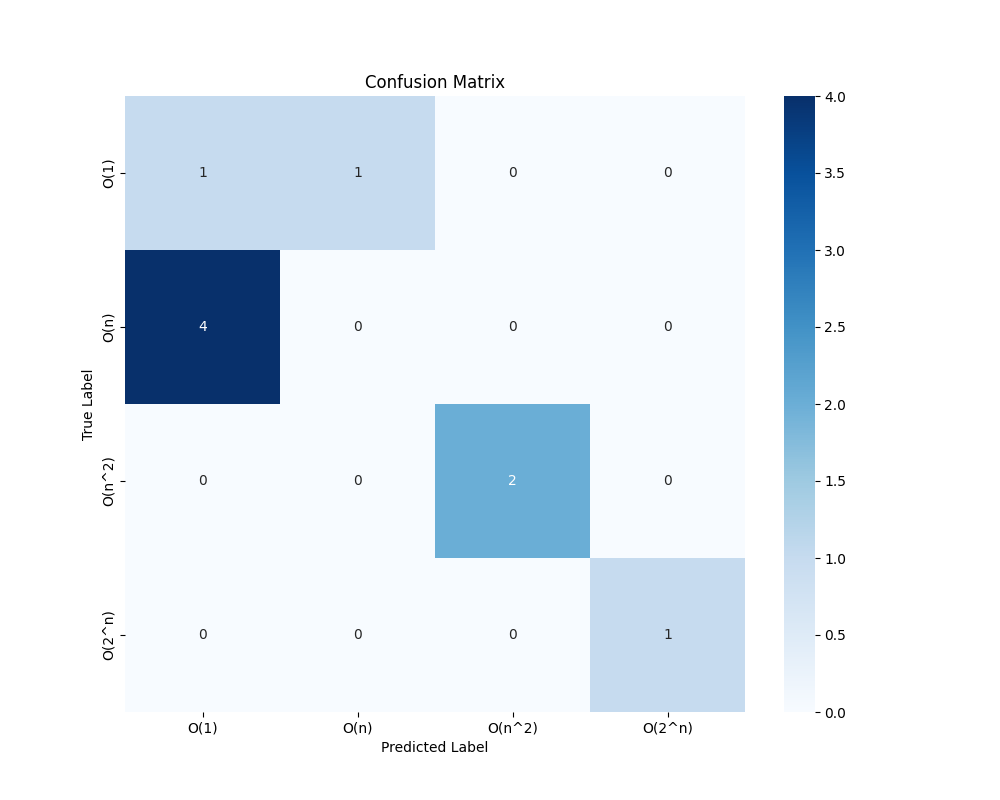 Confusion Matrix
True Label
O(1)
1 1 0 0
O(n)
4 0 0 0
O(n^2)
0 0 2 0
O(2^n)
0 0 0 1
O(1) O(n) O(n^2) O(2^n)
Predicted Label
4.0
3.5
3.0
2.5
2.0
1.5
1.0
0.5
0.0